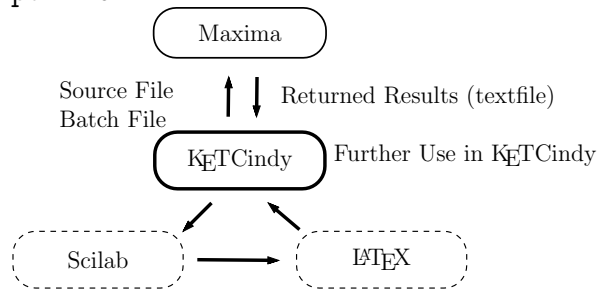 Maxima
Source File
Batch File
Returned Results (textfile)
KETCindy
Further Use in KETCindy
Scilab
LATEX